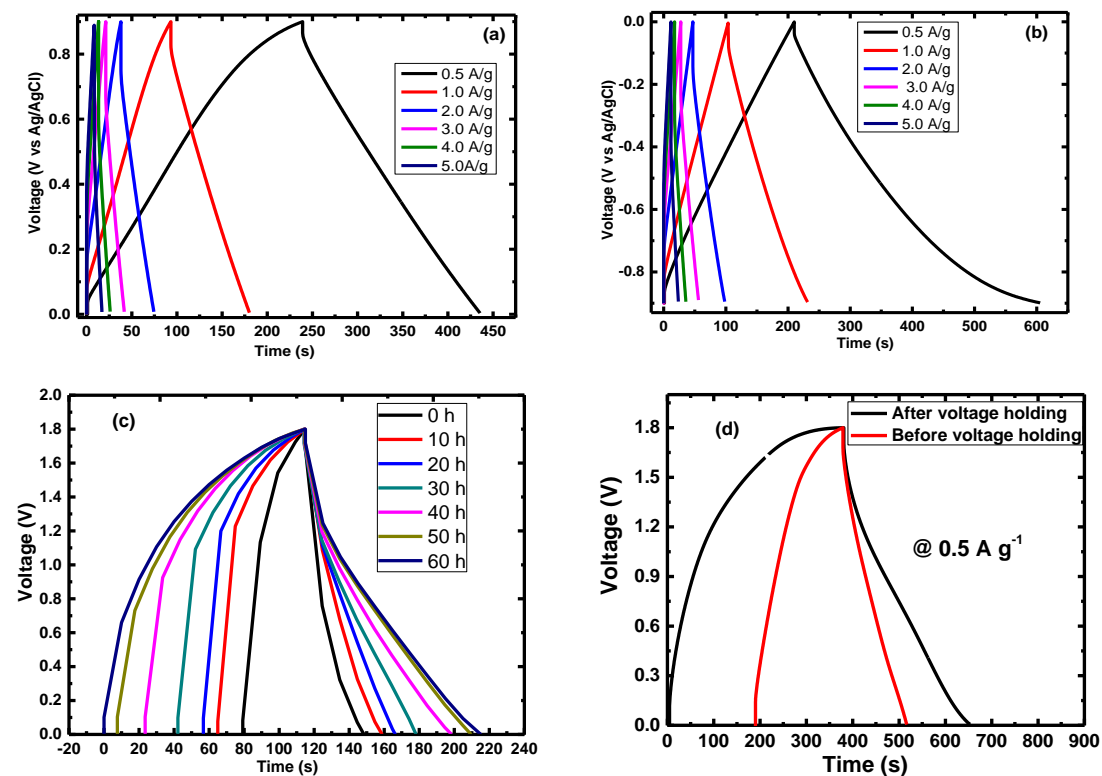 (a)
0.5 A/g
1.0 A/g
2.0 A/g
3.0 A/g
4.0 A/g
5.0A/g
Voltage (V vs Ag/AgCl)
0.8
0.6
0.4
0.2
0.0
0 50 100 150 200 250 300 350 400 450
Time (s)
(b)
0.5 A/g
1.0 A/g
2.0 A/g
3.0 A/g
4.0 A/g
5.0 A/g
Voltage (V vs Ag/AgCl)
0.0
-0.2
-0.4
-0.6
-0.8
0 100 200 300 400 500 600
Time (s)
(c)
0 h
10 h
20 h
30 h
40 h
50 h
60 h
Voltage (V)
2.0
1.8
1.6
1.4
1.2
1.0
0.8
0.6
0.4
0.2
0.0
-20 0 20 40 60 80 100 120 140 160 180 200 220 240
Time (s)
(d)
After voltage holding
Before voltage holding
@ 0.5 A g⁻¹
Voltage (V)
1.8
1.5
1.2
0.9
0.6
0.3
0.0
0 100 200 300 400 500 600 700 800 900
Time (s)